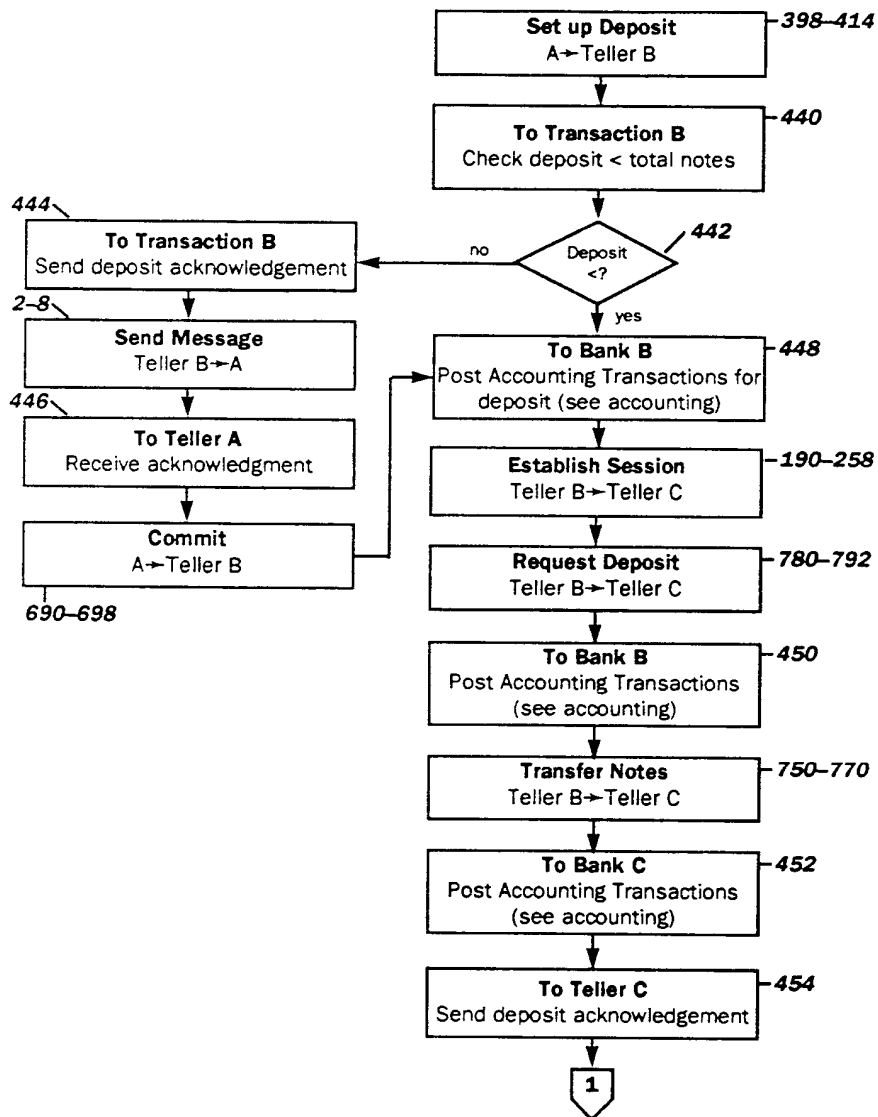 Set up Deposit
A→Teller B
398–414
To Transaction B
Check deposit < total notes
440
Deposit
<?
442
no
yes
444
To Transaction B
Send deposit acknowledgement
2–8
Send Message
Teller B→A
446
To Teller A
Receive acknowledgment
Commit
A→Teller B
690–698
To Bank B
Post Accounting Transactions for
deposit (see accounting)
448
Establish Session
Teller B→Teller C
190–258
Request Deposit
Teller B→Teller C
780–792
To Bank B
Post Accounting Transactions
(see accounting)
450
Transfer Notes
Teller B→Teller C
750–770
To Bank C
Post Accounting Transactions
(see accounting)
452
To Teller C
Send deposit acknowledgement
454
1